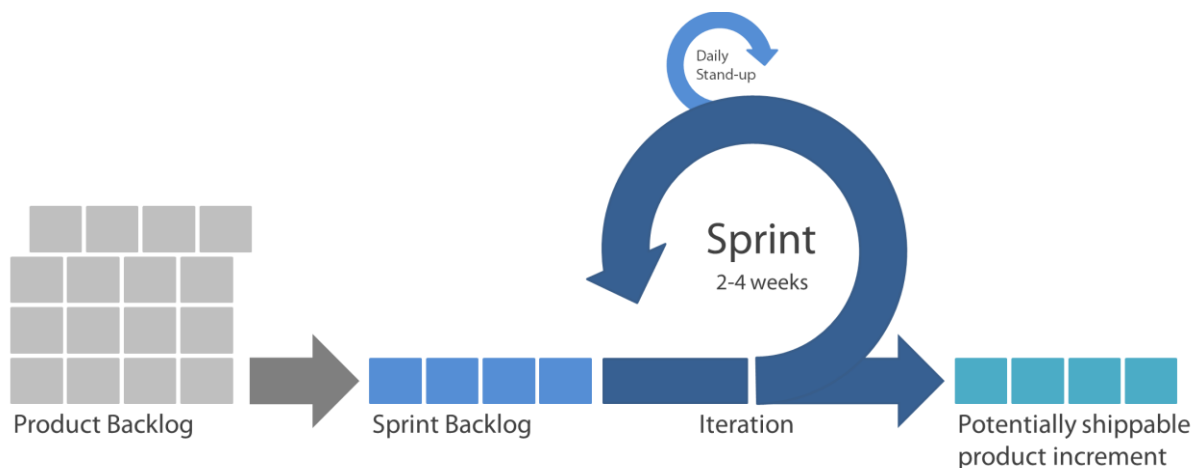 Daily
Stand-up
Sprint
2-4 weeks
Product Backlog
Sprint Backlog
Iteration
Potentially shippable
product increment